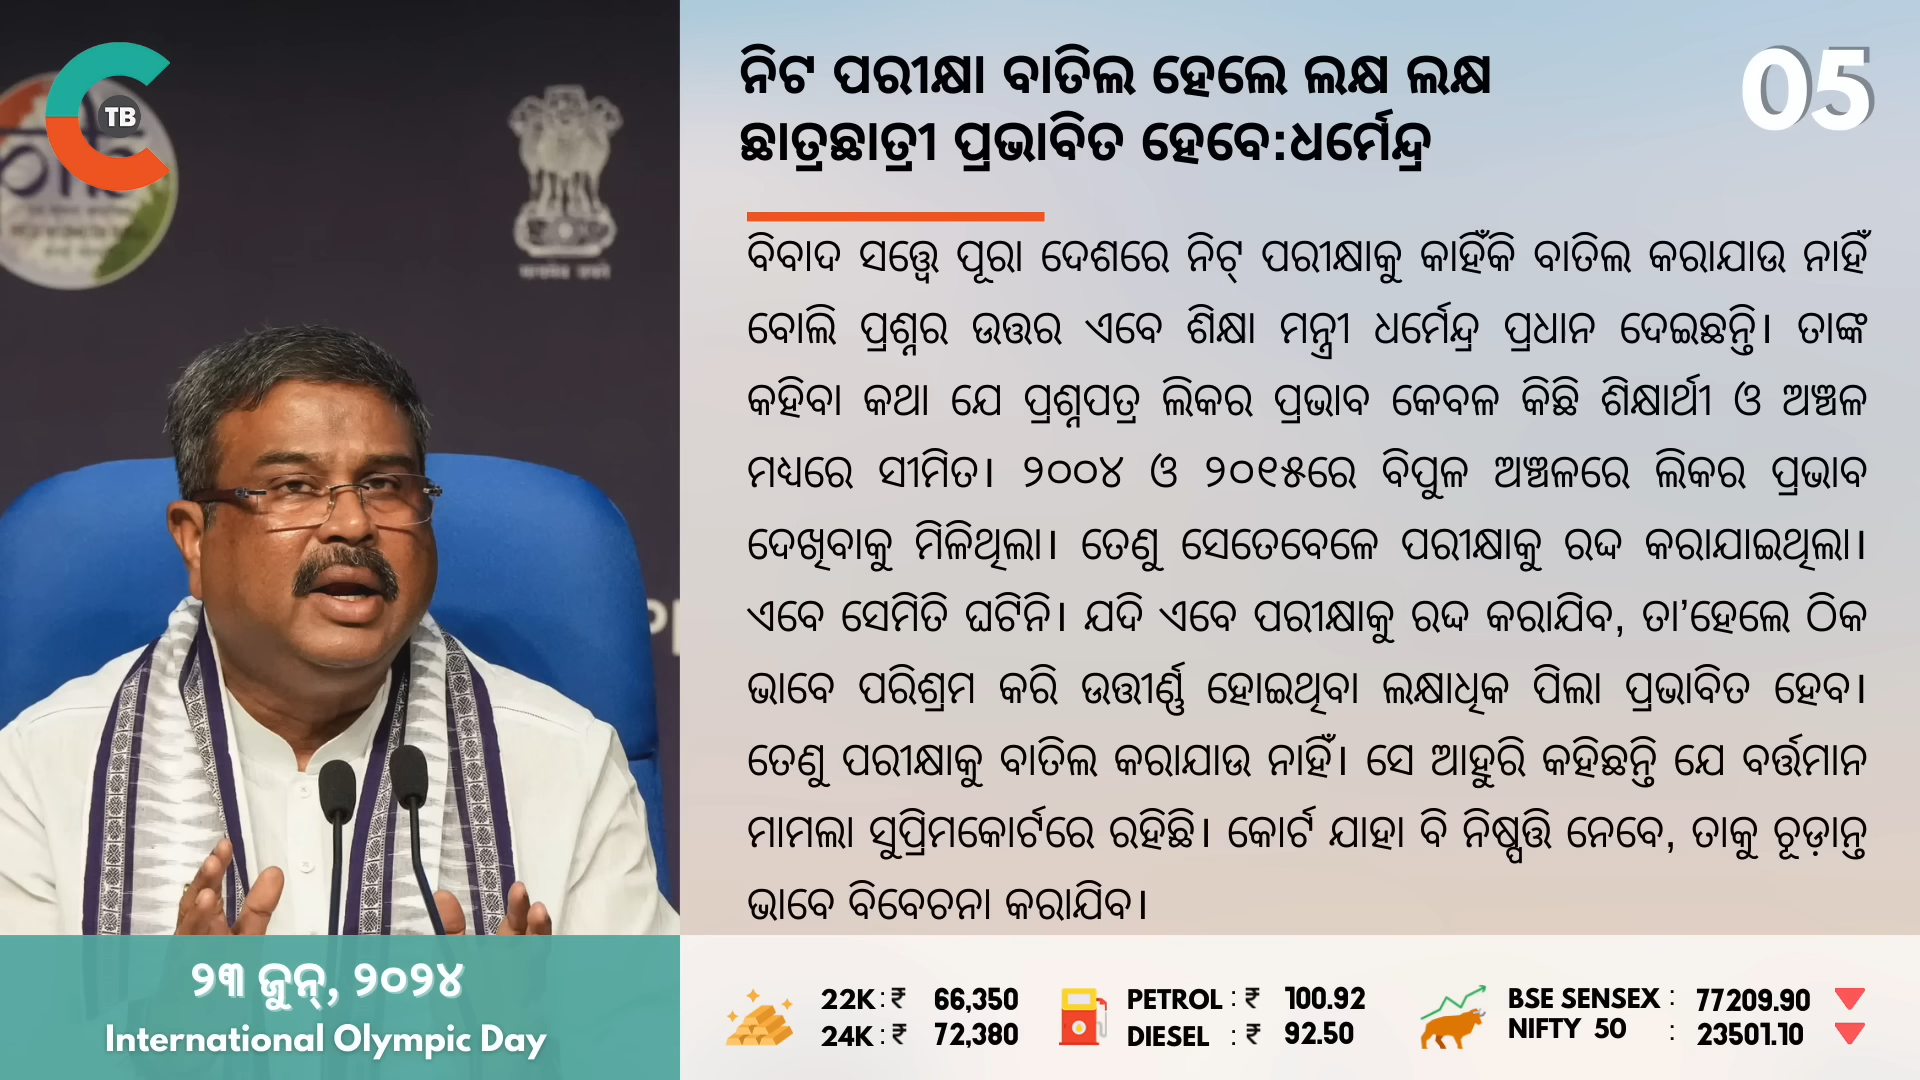 TB
ନିଟ ପରୀକ୍ଷା ବାତିଲ ହେଲେ ଲକ୍ଷ ଲକ୍ଷ
ଛାତ୍ରଛାତ୍ରୀ ପ୍ରଭାବିତ ହେବେ:ଧର୍ମେନ୍ଦ୍ର
05
ବିବାଦ ସତ୍ତ୍ୱେ ପୂରା ଦେଶରେ ନିଟ୍ ପରୀକ୍ଷାକୁ କାହିଁକି ବାତିଲ କରାଯାଉ ନାହିଁ
ବୋଲି ପ୍ରଶ୍ନର ଉତ୍ତର ଏବେ ଶିକ୍ଷା ମନ୍ତ୍ରୀ ଧର୍ମେନ୍ଦ୍ର ପ୍ରଧାନ ଦେଇଛନ୍ତି। ତାଙ୍କ
କହିବା କଥା ଯେ ପ୍ରଶ୍ନପତ୍ର ଲିକର ପ୍ରଭାବ କେବଳ କିଛି ଶିକ୍ଷାର୍ଥୀ ଓ ଅଞ୍ଚଳ
ମଧ୍ୟରେ ସୀମିତ। ୨୦୦୪ ଓ ୨୦୧୫ରେ ବିପୁଳ ଅଞ୍ଚଳରେ ଲିକର ପ୍ରଭାବ
ଦେଖିବାକୁ ମିଳିଥିଲା। ତେଣୁ ସେତେବେଳେ ପରୀକ୍ଷାକୁ ରଦ୍ଦ କରାଯାଇଥିଲା।
ଏବେ ସେମିତି ଘଟିନି। ଯଦି ଏବେ ପରୀକ୍ଷାକୁ ରଦ୍ଦ କରାଯିବ, ତା’ହେଲେ ଠିକ
ଭାବେ ପରିଶ୍ରମ କରି ଉତ୍ତୀର୍ଣ୍ଣ ହୋଇଥିବା ଲକ୍ଷାଧିକ ପିଲା ପ୍ରଭାବିତ ହେବ।
ତେଣୁ ପରୀକ୍ଷାକୁ ବାତିଲ କରାଯାଉ ନାହିଁ। ସେ ଆହୁରି କହିଛନ୍ତି ଯେ ବର୍ତ୍ତମାନ
ମାମଲା ସୁପ୍ରିମକୋର୍ଟରେ ରହିଛି। କୋର୍ଟ ଯାହା ବି ନିଷ୍ପତ୍ତି ନେବେ, ତାକୁ ଚୂଡ଼ାନ୍ତ
ଭାବେ ବିବେଚନା କରାଯିବ।
୨୩ ଜୁନ୍, ୨୦୨୪
International Olympic Day
22K : ₹ 66,350
24K : ₹ 72,380
PETROL : ₹ 100.92
DIESEL : ₹ 92.50
BSE SENSEX : 77209.90
NIFTY 50 : 23501.10